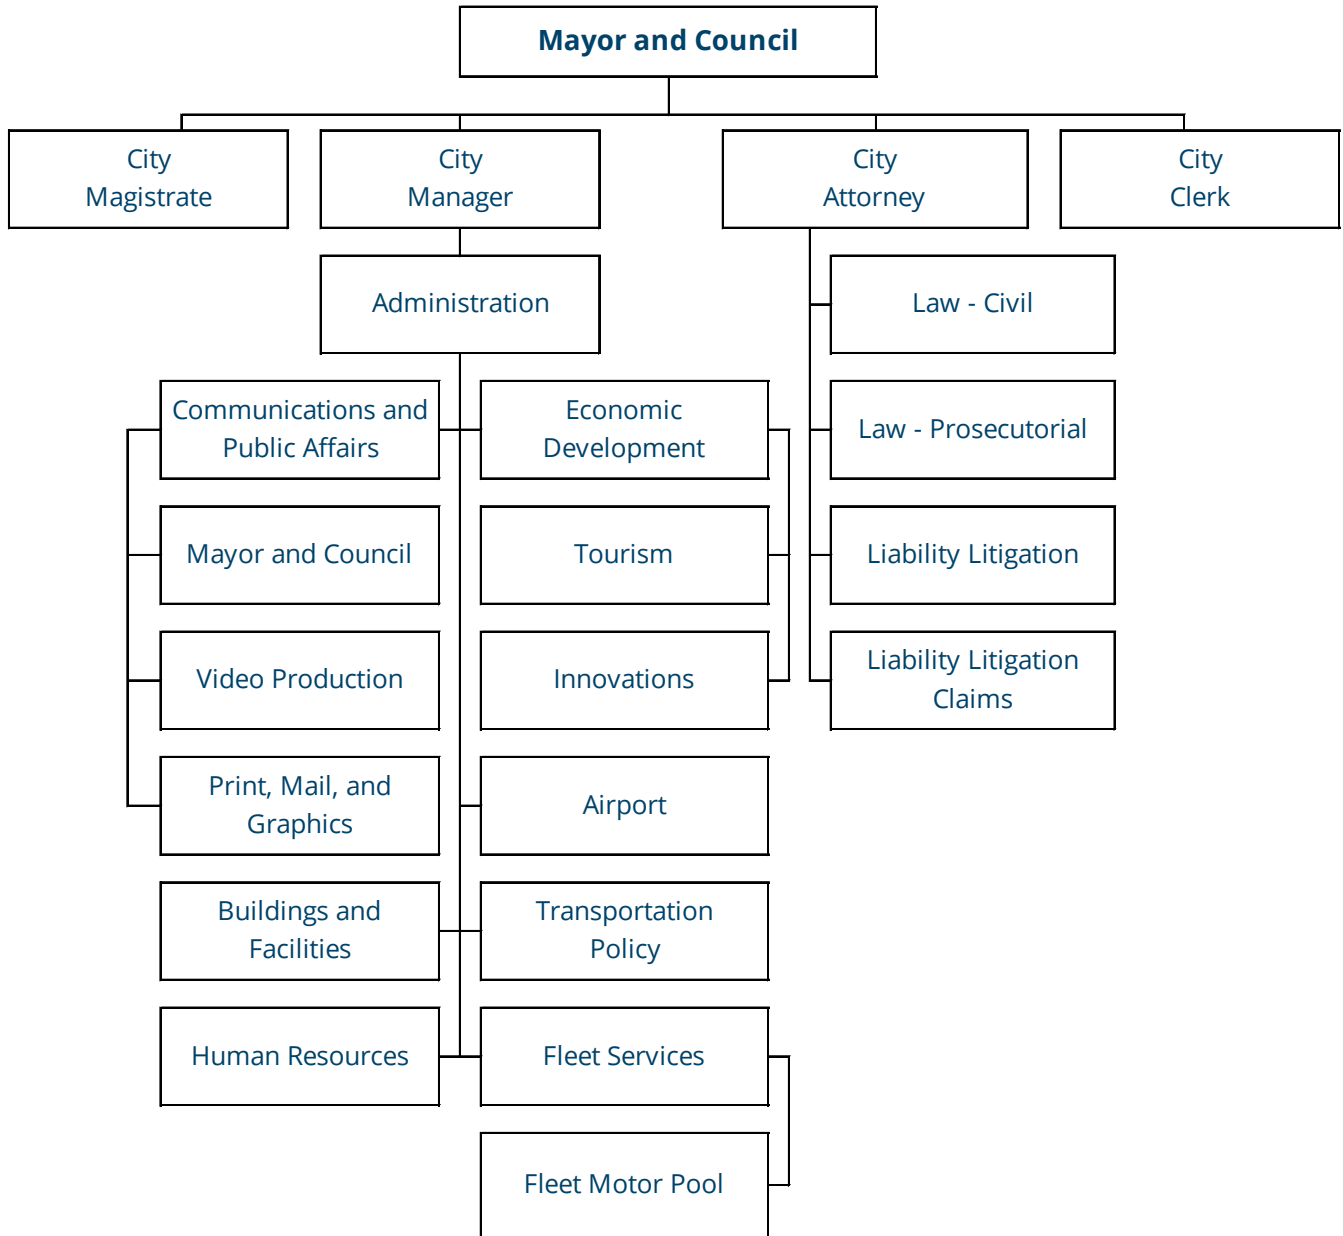 Mayor and Council
City
Magistrate
City
Manager
City
Attorney
City
Clerk
Administration
Law - Civil
Communications and
Public Affairs
Economic
Development
Law - Prosecutorial
Mayor and Council
Tourism
Liability Litigation
Video Production
Innovations
Liability Litigation
Claims
Print, Mail, and
Graphics
Airport
Buildings and
Facilities
Transportation
Policy
Human Resources
Fleet Services
Fleet Motor Pool